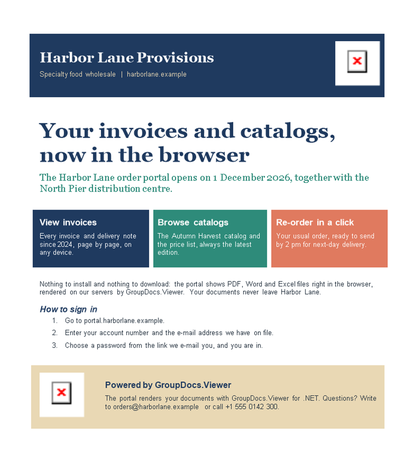 Harbor Lane Provisions
Specialty food wholesale | harborlane.example
Your invoices and catalogs,
now in the browser
The Harbor Lane order portal opens on 1 December 2026, together with the
North Pier distribution centre.
View invoices
Every invoice and delivery note
since 2024, page by page, on
any device.
Browse catalogs
The Autumn Harvest catalog and
the price list, always the latest
edition.
Re-order in a click
Your usual order, ready to send
by 2 pm for next-day delivery.
Nothing to install and nothing to download: the portal shows PDF, Word and Excel files right in the browser,
rendered on our servers by GroupDocs.Viewer. Your documents never leave Harbor Lane.
How to sign in
1. Go to portal.harborlane.example.
2. Enter your account number and the e-mail address we have on file.
3. Choose a password from the link we e-mail you, and you are in.
Powered by GroupDocs.Viewer
The portal renders your documents with GroupDocs.Viewer for .NET. Questions? Write
to orders@harborlane.example or call +1 555 0142 300.